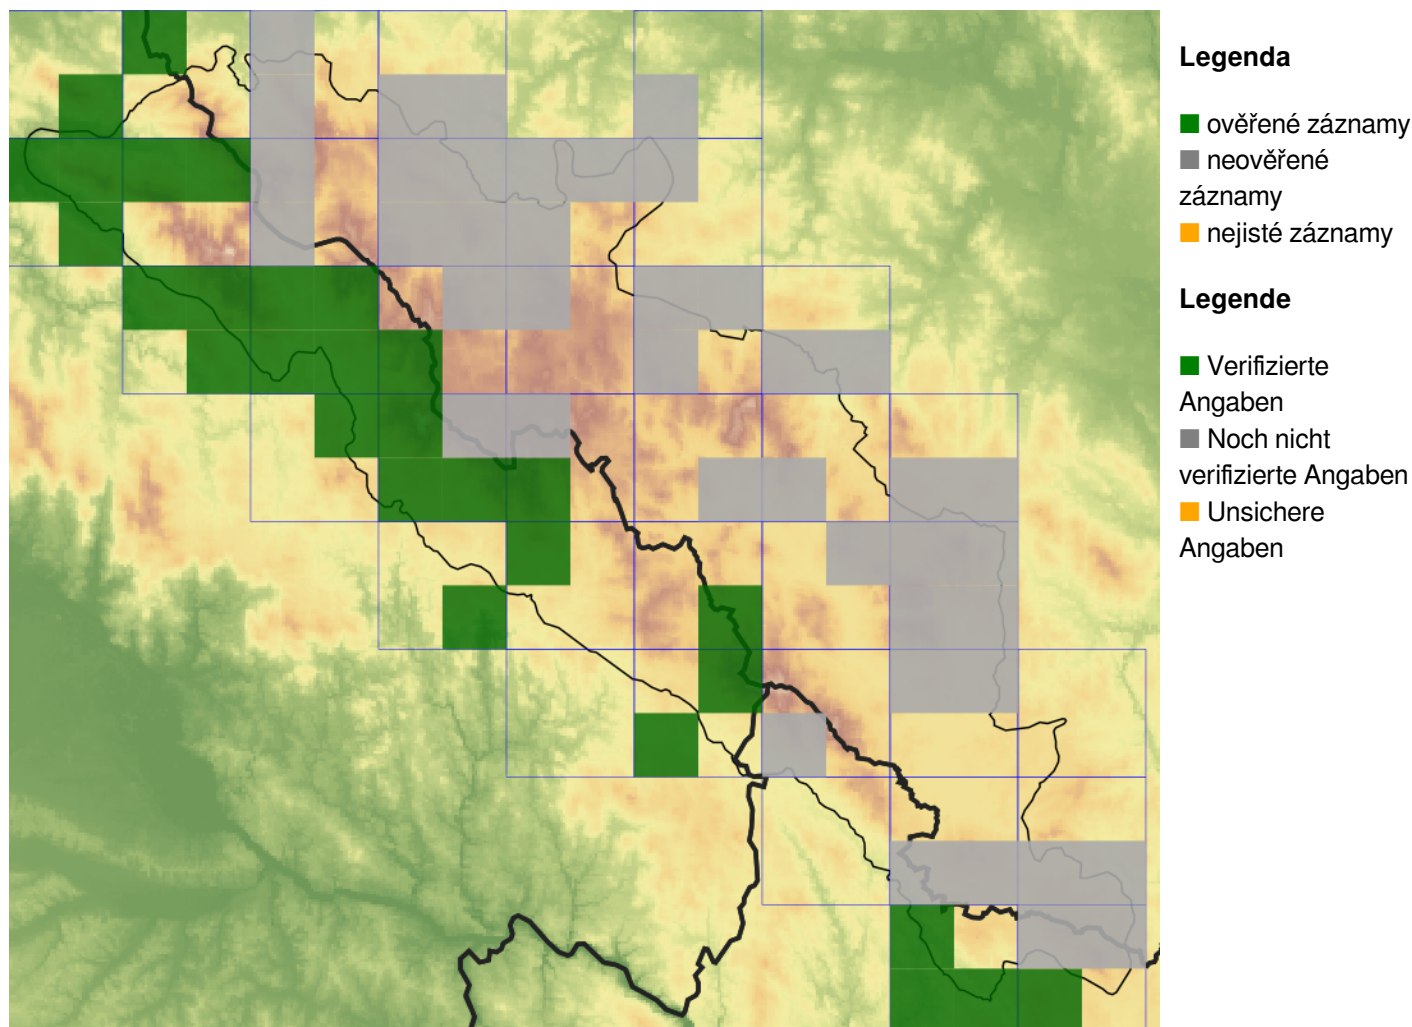 Legenda
ověřené záznamy
neověřené
záznamy
nejisté záznamy
Legende
Verifizierte
Angaben
Noch nicht
verifizierte Angaben
Unsichere
Angaben